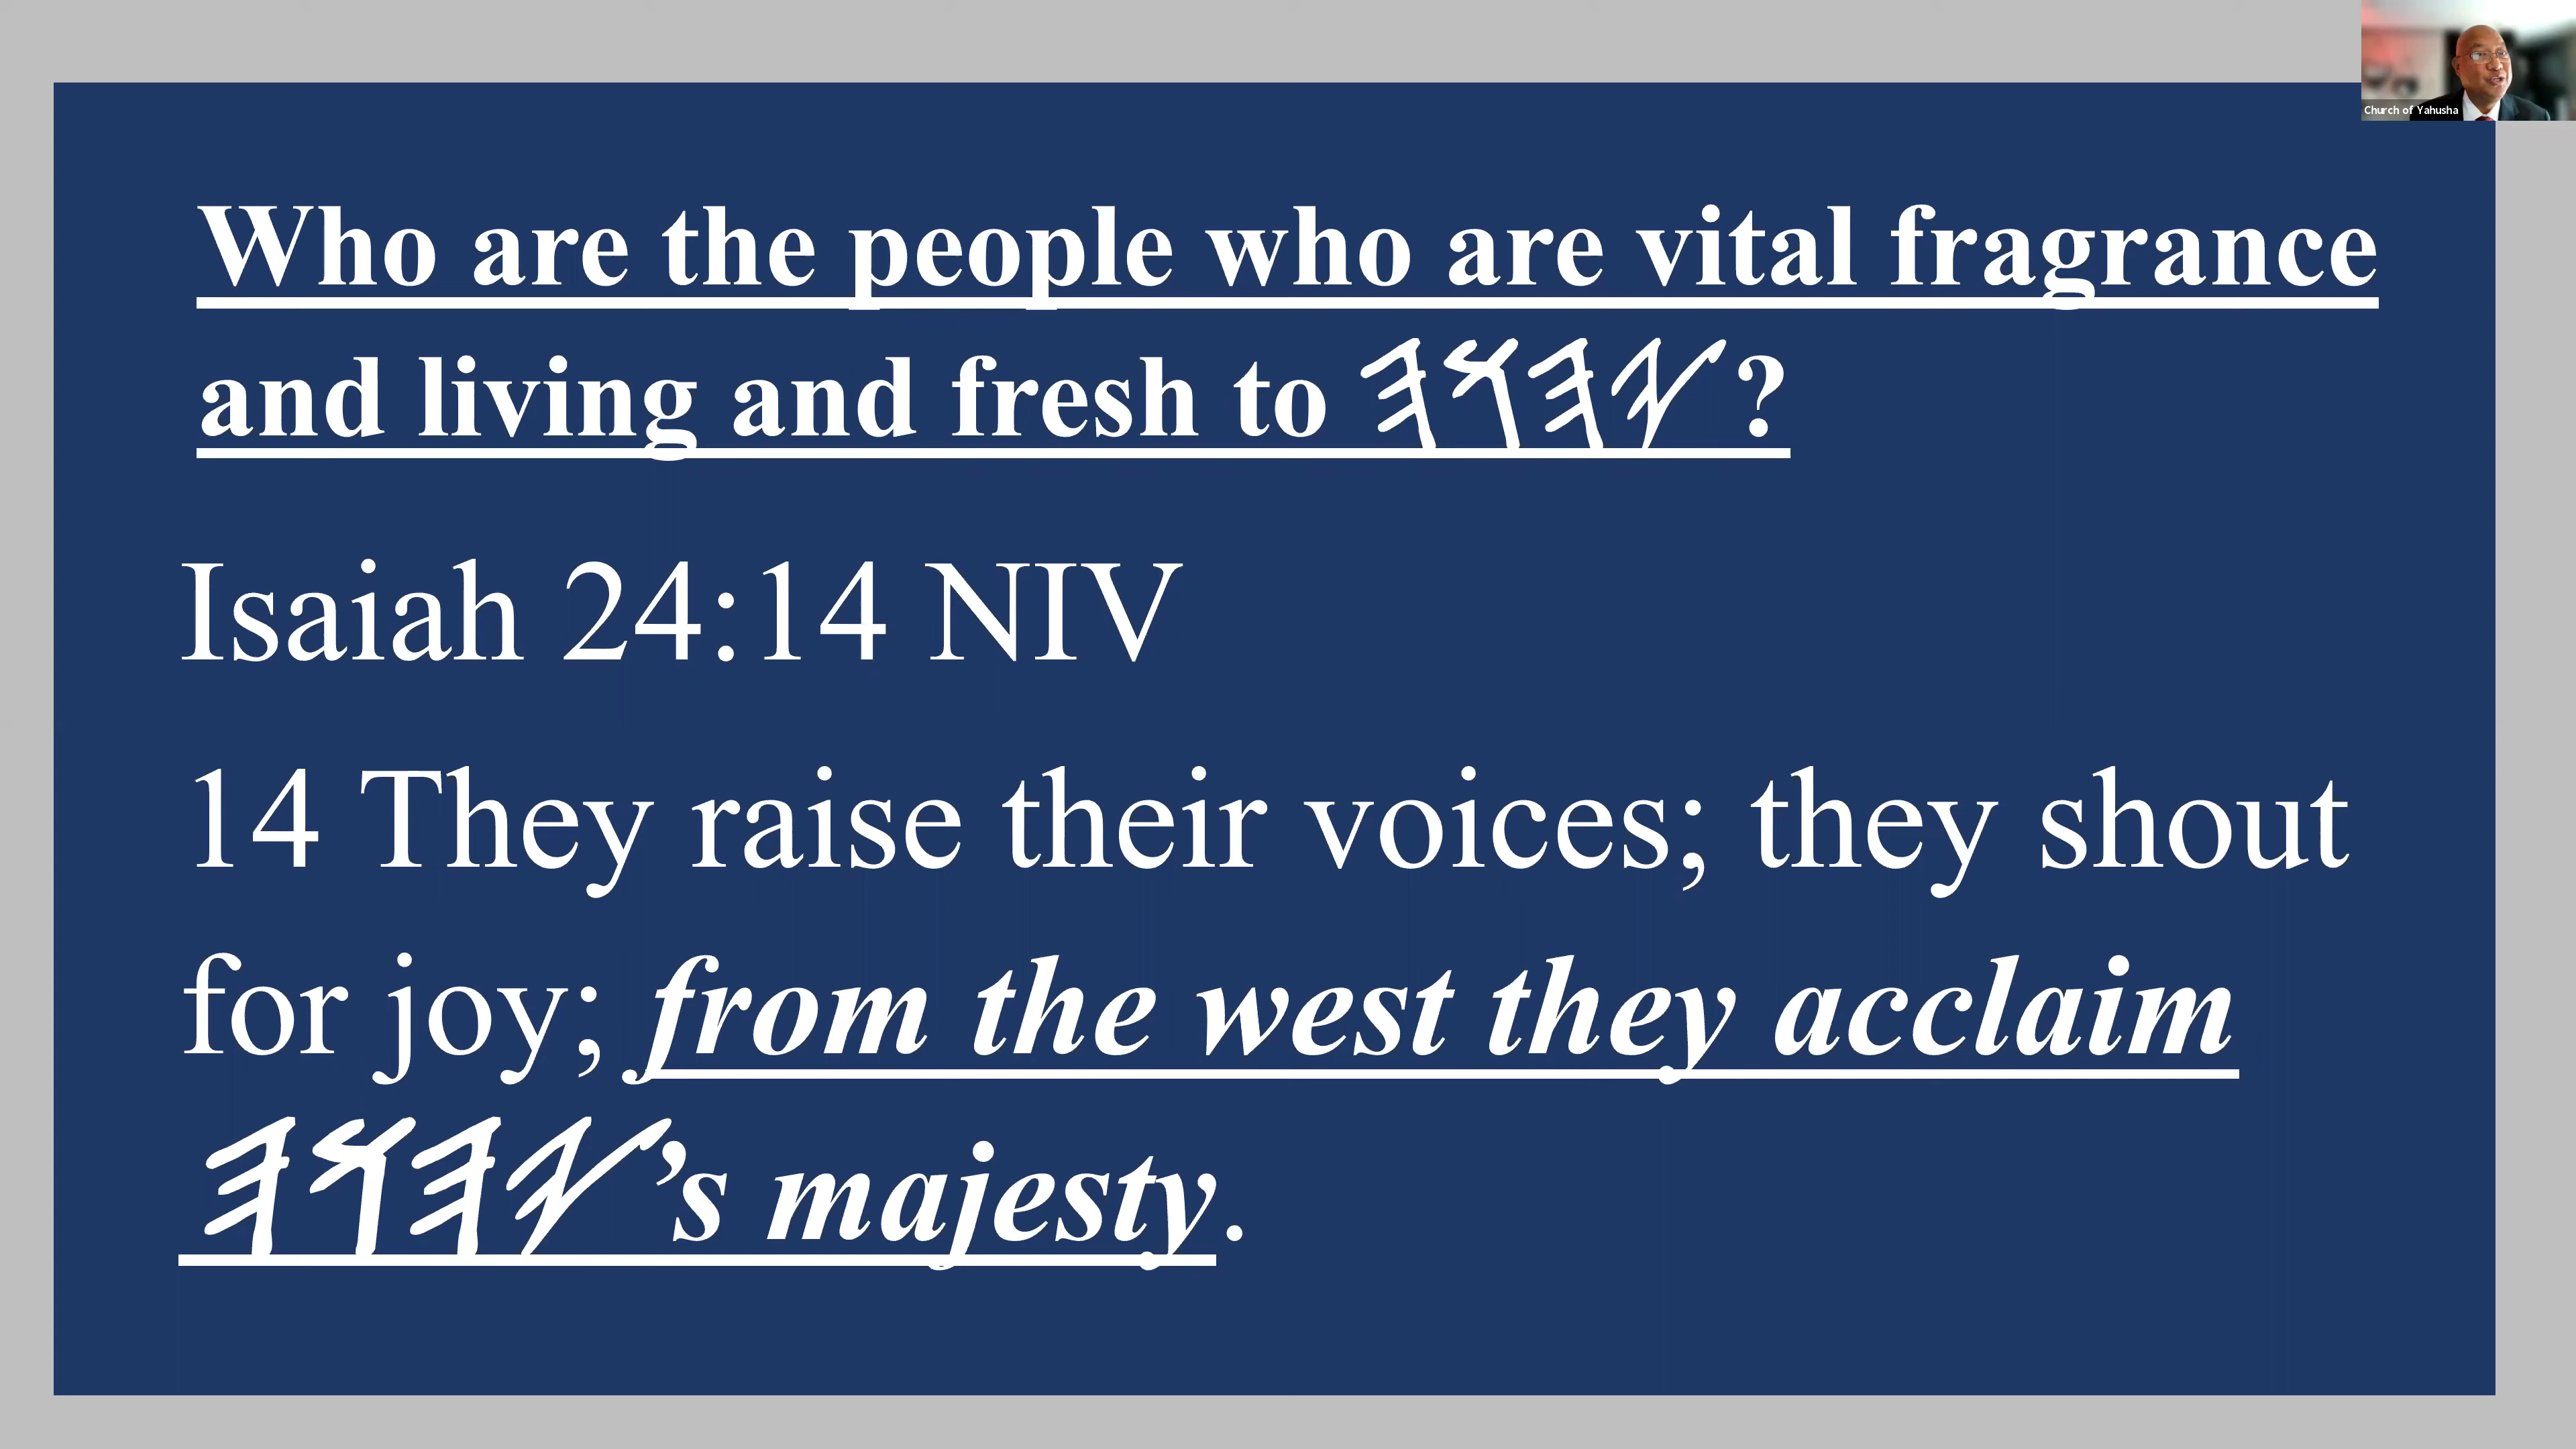 Church of Yahusha
Who are the people who are vital fragrance
and living and fresh to 𐤉𐤄𐤅𐤄?
Isaiah 24:14 NIV
14 They raise their voices; they shout
for joy; from the west they acclaim
𐤉𐤄𐤅𐤄’s majesty.